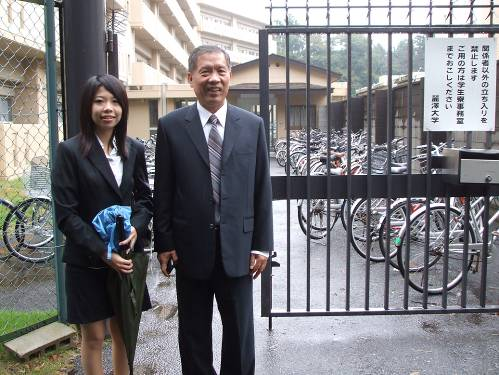 関係者以外の立ち入りを
禁止します
ご用の方は学生寮事務室
までおこしください
麗澤大学